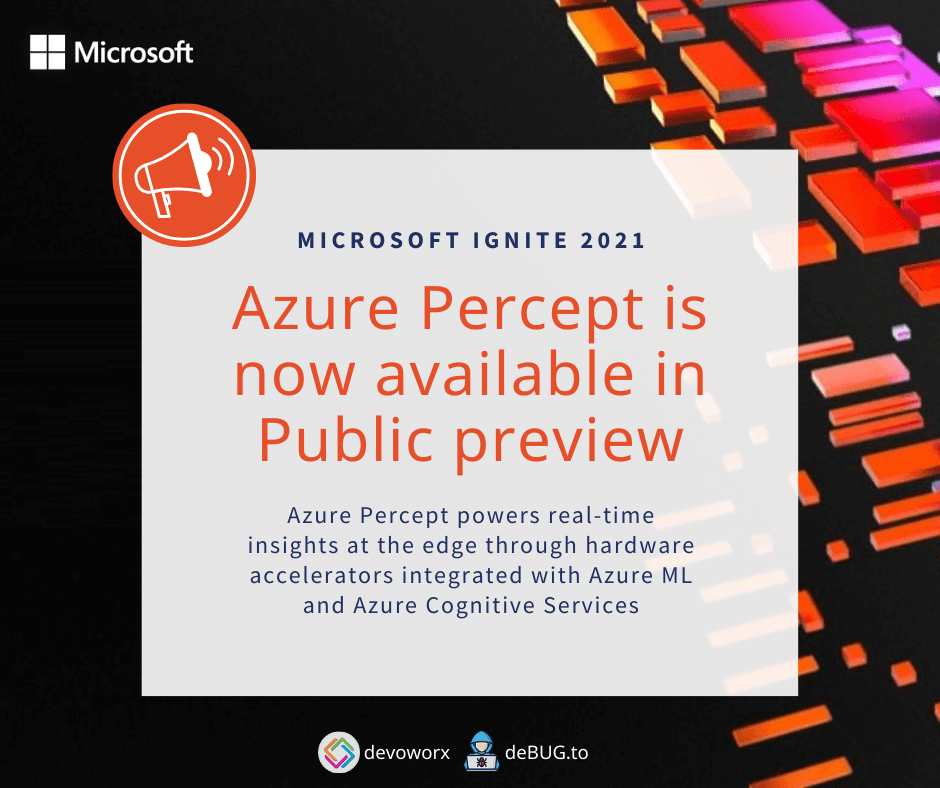 Microsoft
MICROSOFT IGNITE 2021
Azure Percept is
now available in
Public preview
Azure Percept powers real-time
insights at the edge through hardware
accelerators integrated with Azure ML
and Azure Cognitive Services
devoworx deBUG.to